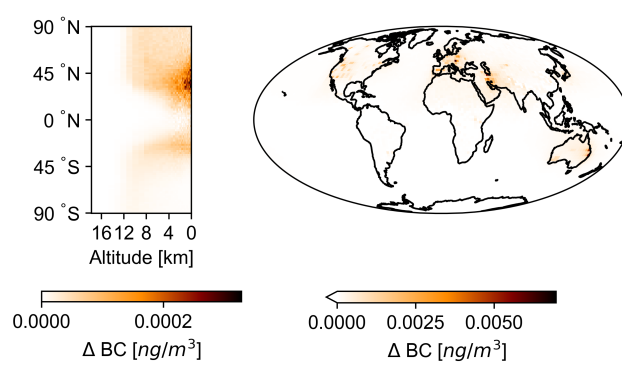 90 °N
45 °N
0 °N
45 °S
90 °S
16 12 8 4 0
Altitude [km]
0.0000 0.0002
Δ BC [ng/m³]
0.0000 0.0025 0.0050
Δ BC [ng/m³]